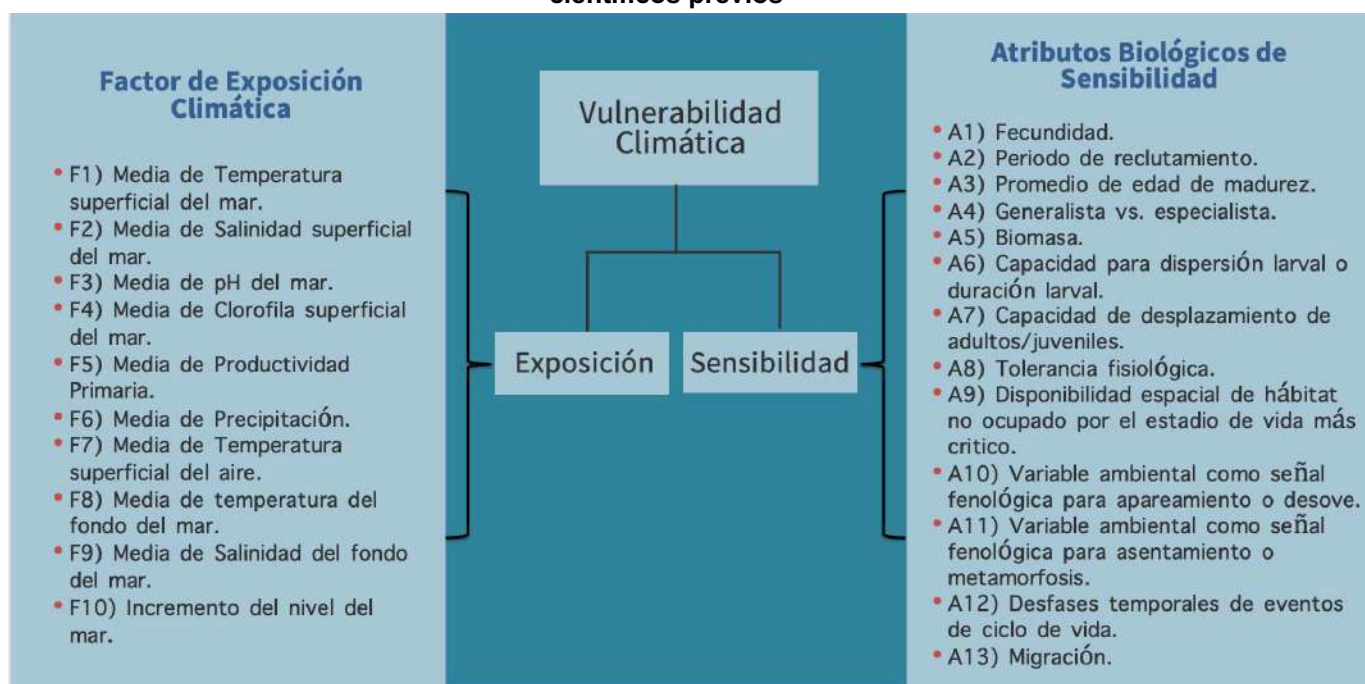 científicos previos
Factor de Exposición
Climática
• F1) Media de Temperatura
superficial del mar.
• F2) Media de Salinidad superficial
del mar.
• F3) Media de pH del mar.
• F4) Media de Clorofila superficial
del mar.
• F5) Media de Productividad
Primaria.
• F6) Media de Precipitación.
• F7) Media de Temperatura
superficial del aire.
• F8) Media de temperatura del
fondo del mar.
• F9) Media de Salinidad del fondo
del mar.
• F10) Incremento del nivel del
mar.
Vulnerabilidad
Climática
Exposición
Sensibilidad
Atributos Biológicos de
Sensibilidad
• A1) Fecundidad.
• A2) Periodo de reclutamiento.
• A3) Promedio de edad de madurez.
• A4) Generalista vs. especialista.
• A5) Biomasa.
• A6) Capacidad para dispersión larval o
duración larval.
• A7) Capacidad de desplazamiento de
adultos/juveniles.
• A8) Tolerancia fisiológica.
• A9) Disponibilidad espacial de hábitat
no ocupado por el estadio de vida más
critico.
• A10) Variable ambiental como señal
fenológica para apareamiento o desove.
• A11) Variable ambiental como señal
fenológica para asentamiento o
metamorfosis.
• A12) Desfases temporales de eventos
de ciclo de vida.
• A13) Migración.